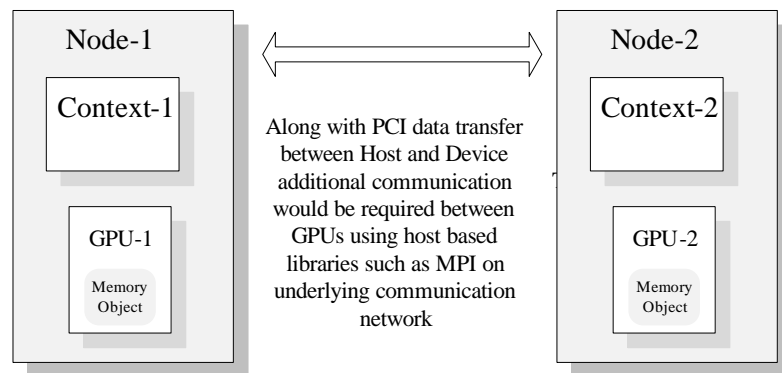 Node-1
Context-1
GPU-1
Memory
Object
Along with PCI data transfer
between Host and Device
additional communication
would be required between
GPUs using host based
libraries such as MPI on
underlying communication
network
Node-2
Context-2
GPU-2
Memory
Object